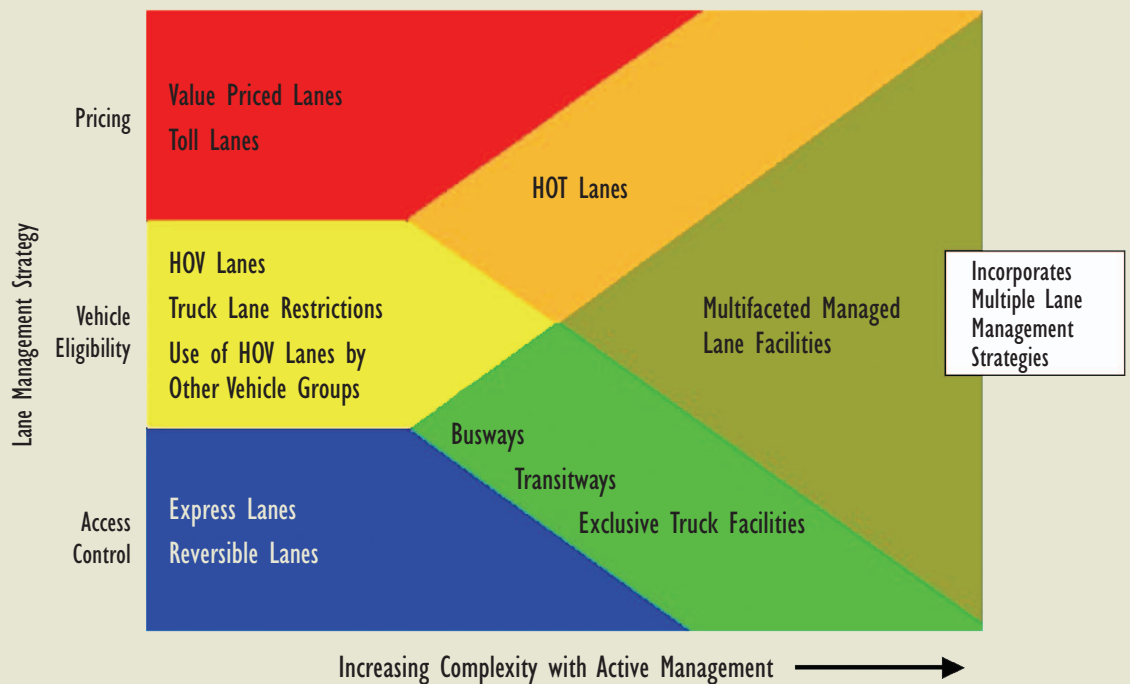 Lane Management Strategy
Pricing
Value Priced Lanes
Toll Lanes
HOT Lanes
Vehicle
Eligibility
HOV Lanes
Truck Lane Restrictions
Use of HOV Lanes by
Other Vehicle Groups
Multifaceted Managed
Lane Facilities
Incorporates
Multiple Lane
Management
Strategies
Access
Control
Express Lanes
Reversible Lanes
Busways
Transitways
Exclusive Truck Facilities
Increasing Complexity with Active Management